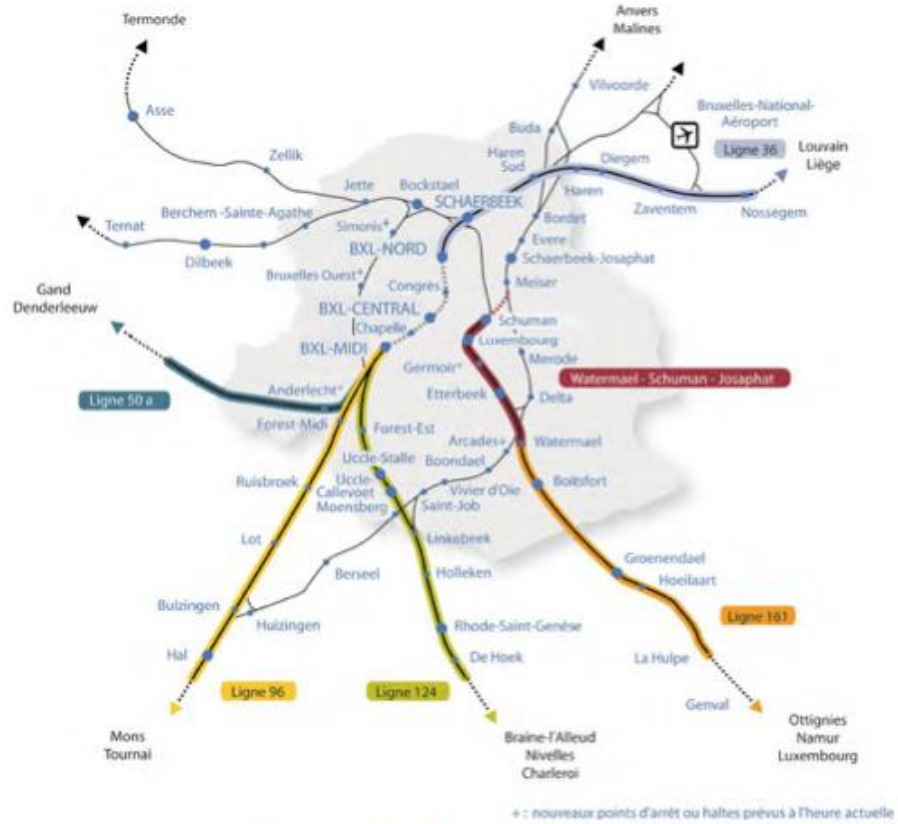 Termonde
Anvers
Malines
Asse
Vilvoorde
Buda
Bruxelles-National-
Aéroport
Zellik
Haren
Sud
Diegem
Ligne 36
Louvain
Liège
Jette
Bockstael
SCHAERBEEK
Haren
Zaventem
Nossegem
Berchem -Sainte-Agathe
Simonis+
Bordet
Ternat
Dilbeek
BXL-NORD
Evere
Schaerbeek-Josaphat
Bruxelles Ouest+
Congrès
Meiser
Gand
Denderleeuw
BXL-CENTRAL
Chapelle
Schuman
Luxembourg
BXL-MIDI
Merode
Germoir+
Watermael - Schuman - Josaphat
Ligne 50 a
Anderlecht+
Etterbeek
Delta
Forest-Midi
Forest-Est
Arcades+
Watermael
Uccle-Stalle
Boondael
Ruisbroek
Uccle-
Callevoet
Vivier d'Oie
Boitsfort
Moensberg
Saint-Job
Lot
Linkebeek
Groenendael
Berseel
Holleken
Hoeilaart
Buizingen
Huizingen
Rhode-Saint-Genèse
Ligne 161
Hal
De Hoek
La Hulpe
Ligne 96
Ligne 124
Genval
Mons
Tournai
Braine-l'Alleud
Nivelles
Charleroi
Ottignies
Namur
Luxembourg
+ : nouveaux points d'arrêt ou haltes prévus à l'heure actuelle